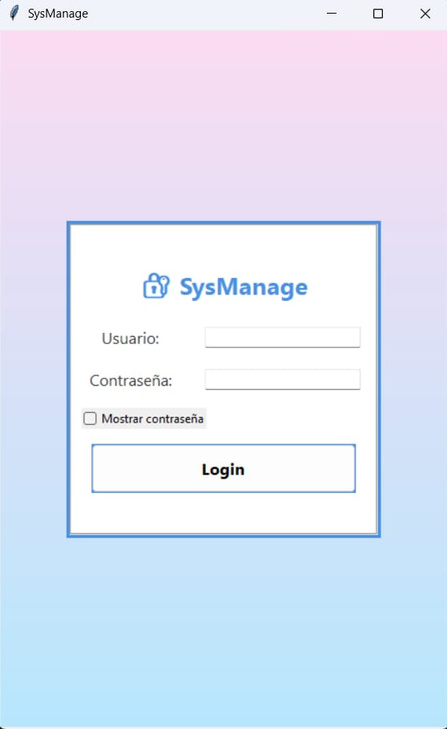 SysManage
SysManage
Usuario:
Contraseña:
Mostrar contraseña
Login